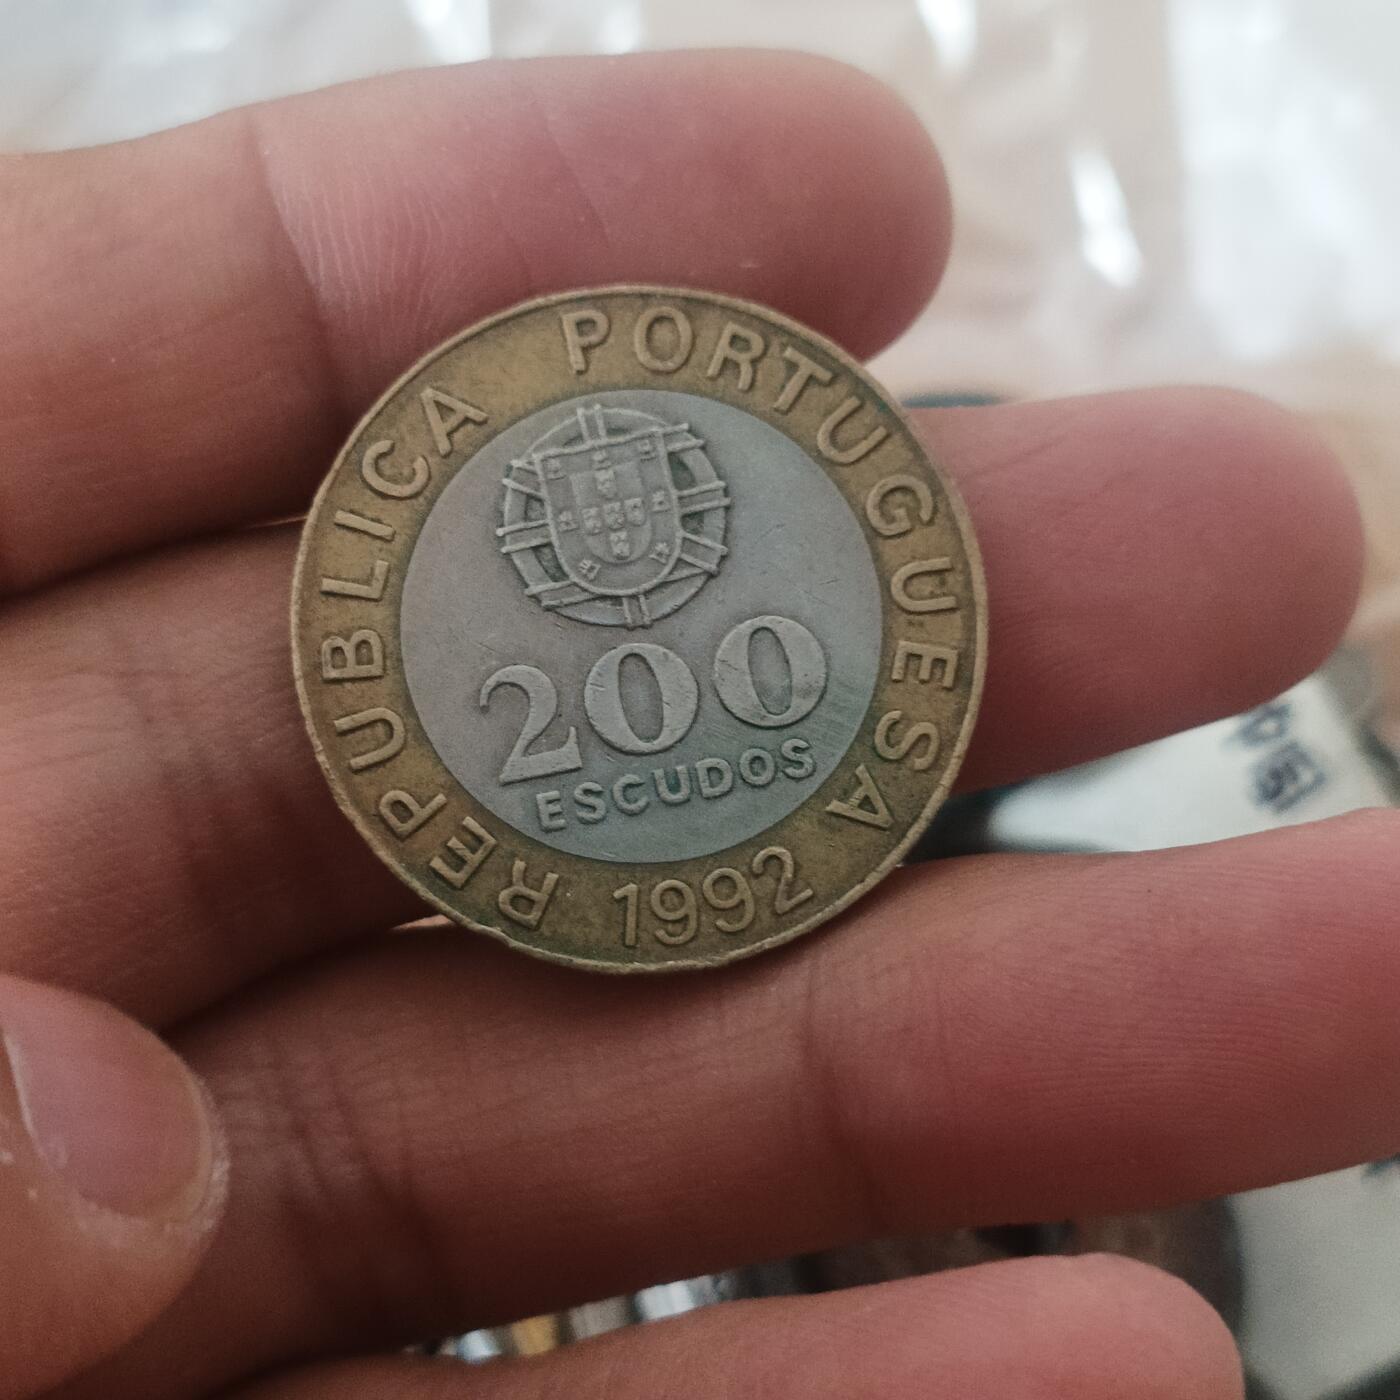 REPUBLICA PORTUGUESA
200
ESCUDOS
1992